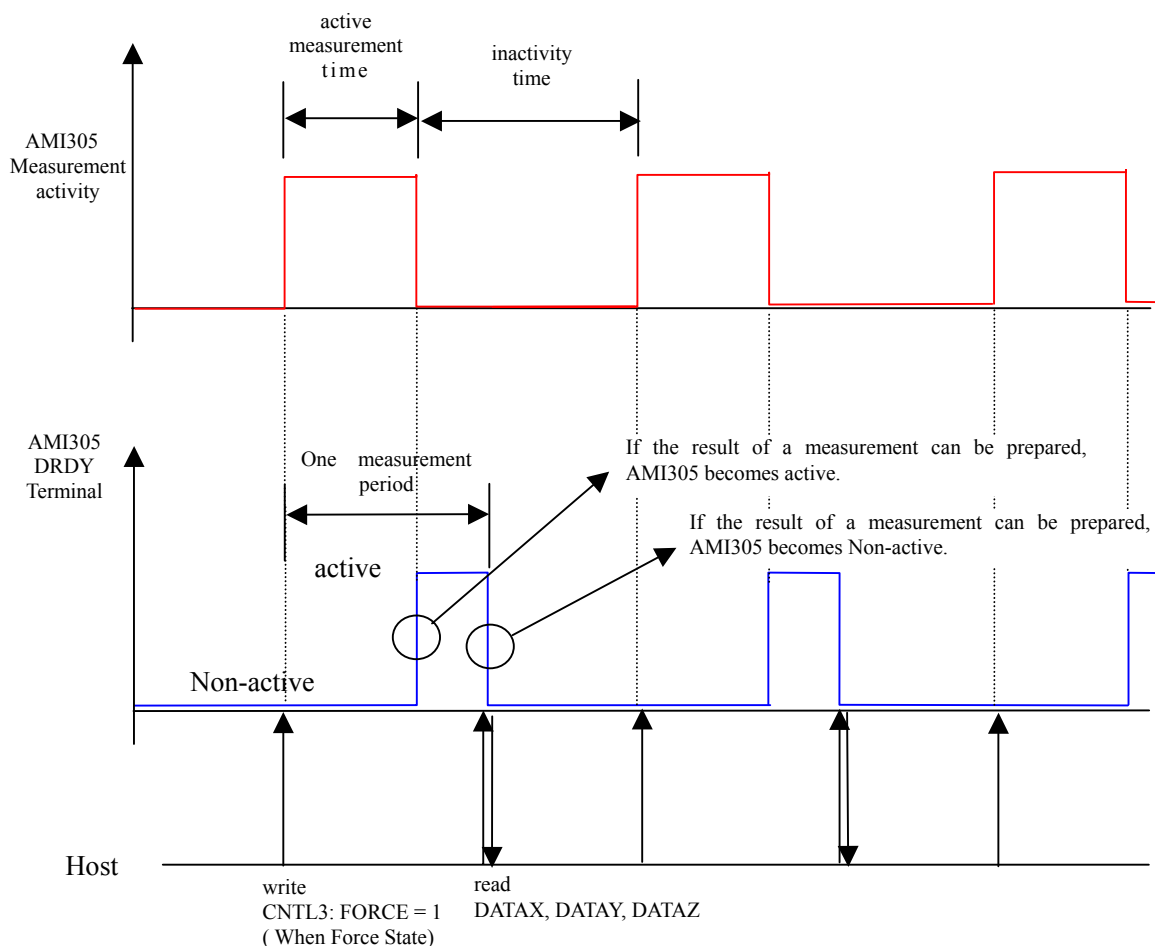 active
measurement
time
inactivity
time
AMI305
Measurement
activity
AMI305
DRDY
Terminal
One measurement
period
If the result of a measurement can be prepared,
AMI305 becomes active.
If the result of a measurement can be prepared,
AMI305 becomes Non-active.
active
Non-active
Host
write
CNTL3: FORCE = 1
( When Force State)
read
DATAX, DATAY, DATAZ